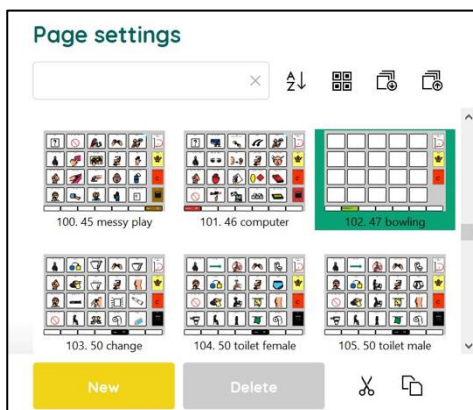 Page settings
A
Z
100. 45 messy play
101. 46 computer
102. 47 bowling
103. 50 change
104. 50 toilet female
105. 50 toilet male
New
Delete